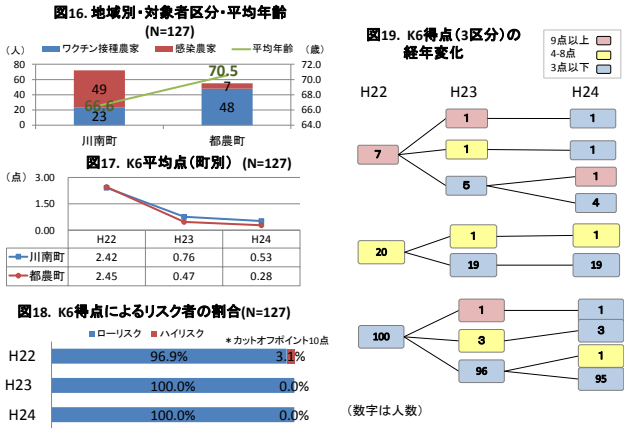 図16. 地域別・対象者区分・平均年齢
(N=127)
（人） ワクチン接種農家 感染農家 平均年齢 （歳）
80
60
40
20
0
72.0
70.0
68.0
66.0
64.0
49
66.6
23
70.5
7
48
川南町 都農町
図17. K6平均点（町別） (N=127)
（点）
3.00
1.50
0.00
H22 H23 H24
川南町 2.42 0.76 0.53
都農町 2.45 0.47 0.28
図18. K6得点によるリスク者の割合(N=127)
ローリスク ハイリスク
＊カットオフポイント10点
H22 96.9% 3.1%
H23 100.0% 0.0%
H24 100.0% 0.0%
図19. K6得点（3区分）の
経年変化
9点以上
4-8点
3点以下
H22 H23 H24
7
1 1
1 1
5
1
4
20
1 1
19 19
100
1 1
3 3
96
1
95
（数字は人数）